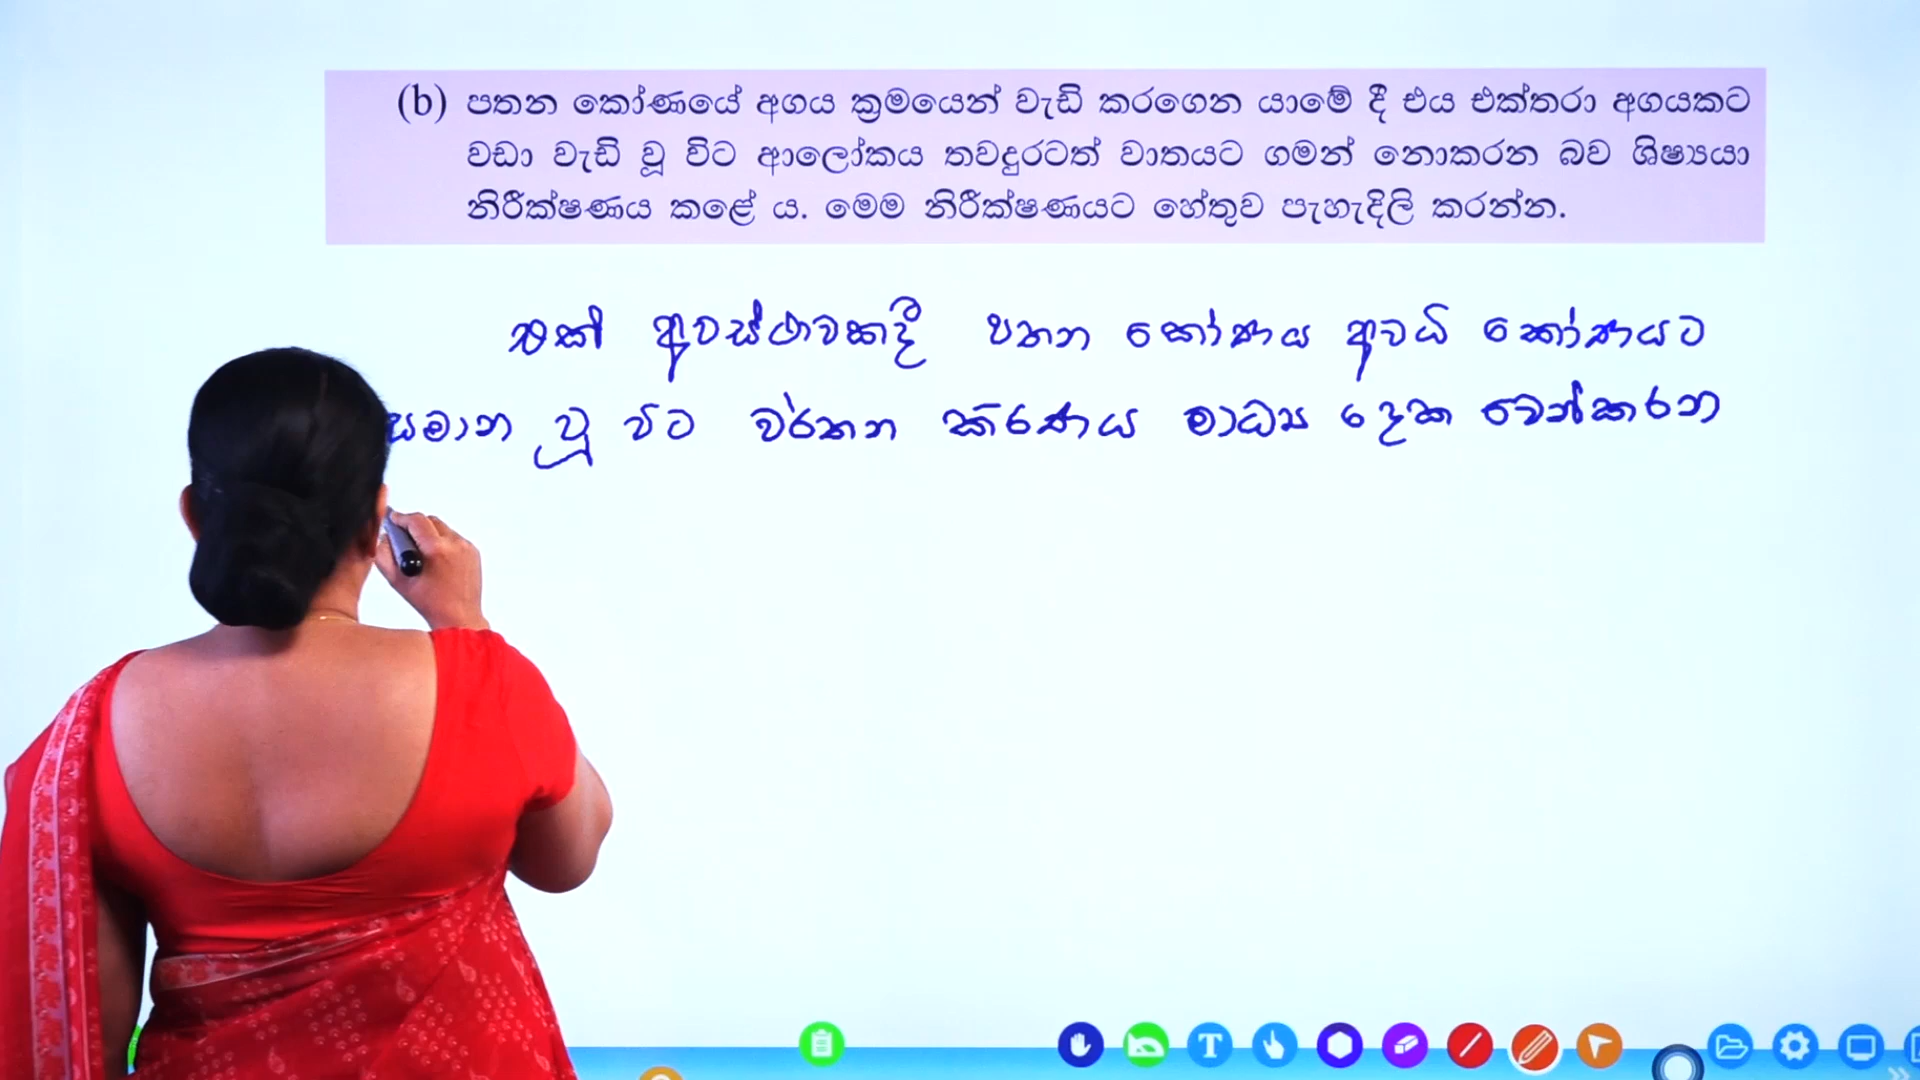 (b) පතන කෝණයේ අගය ක්‍රමයෙන් වැඩි කරගෙන යාමේ දී එය එක්තරා අගයකට
වඩා වැඩි වූ විට ආලෝකය තවදුරටත් වාතයට ගමන් නොකරන බව ශිෂ්‍යයා
නිරීක්ෂණය කළේ ය. මෙම නිරීක්ෂණයට හේතුව පැහැදිලි කරන්න.
එක් අවස්ථාවකදී පතන කෝණය අවධි කෝණයට
සමාන වූ විට වර්තන කිරණය මාධ්‍ය දෙක වෙන්කරන